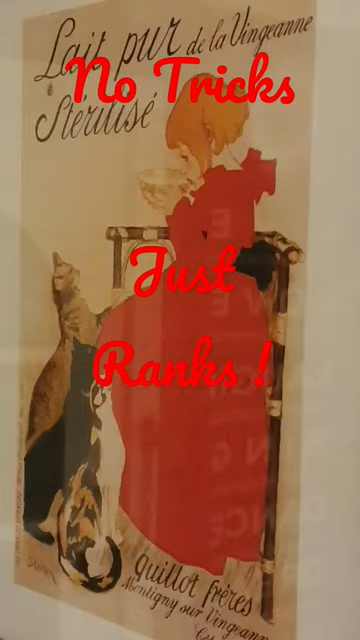 Lait pur de la Vingeanne
No Tricks
Stérilisé
Just
Ranks !
quillot frères
Montigny sur Vingeanne